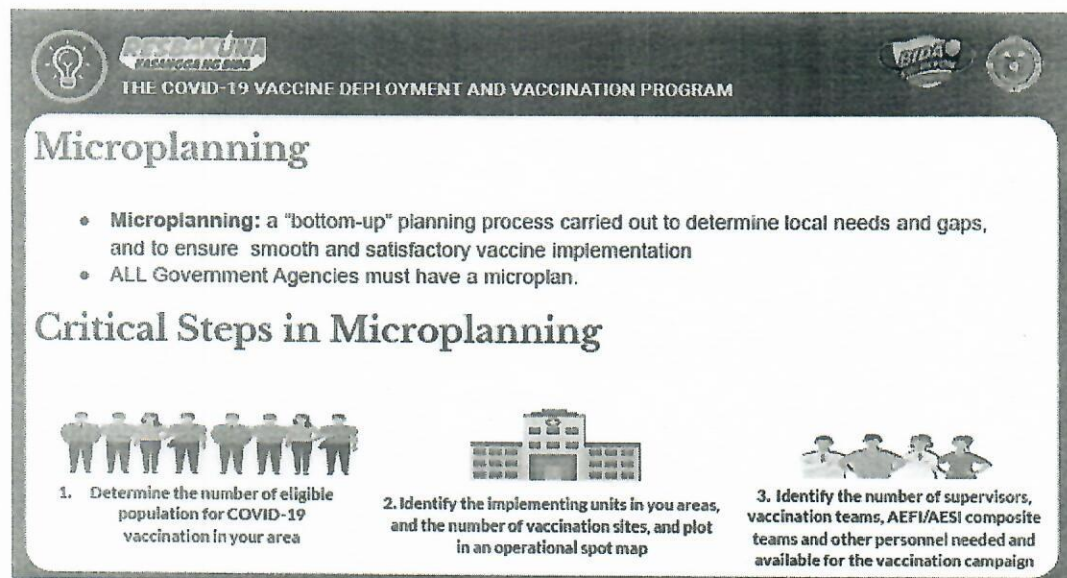 RESBAKUNA
KASANGGA NG BIDA
BIDA
THE COVID-19 VACCINE DEPLOYMENT AND VACCINATION PROGRAM
Microplanning
• Microplanning: a "bottom-up" planning process carried out to determine local needs and gaps,
and to ensure smooth and satisfactory vaccine implementation
• ALL Government Agencies must have a microplan.
Critical Steps in Microplanning
1. Determine the number of eligible
population for COVID-19
vaccination in your area
2. Identify the implementing units in you areas,
and the number of vaccination sites, and plot
in an operational spot map
3. Identify the number of supervisors,
vaccination teams, AEFI/AESI composite
teams and other personnel needed and
available for the vaccination campaign